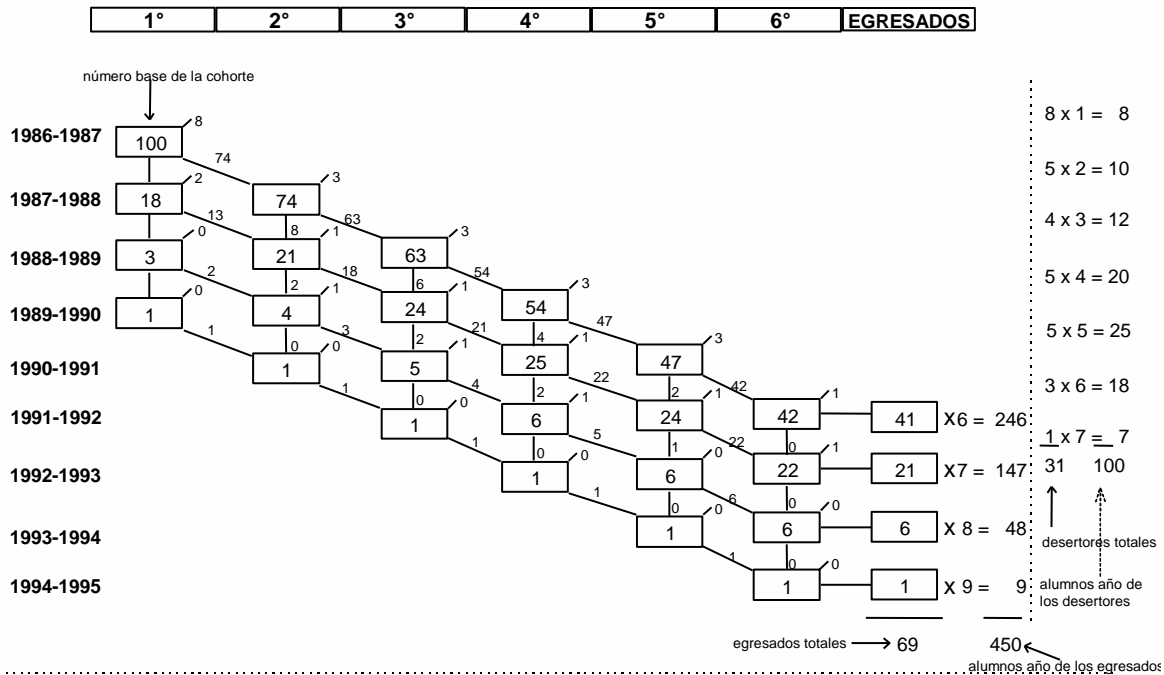 1° 2° 3° 4° 5° 6° EGRESADOS
número base de la cohorte
8
8 x 1 = 8
1986-1987 100
74
5 x 2 = 10
2 3
1987-1988 18 74
13 8 1 63
4 x 3 = 12
0 3
1988-1989 3 21 63
2 2 1 18 6 1 54
5 x 4 = 20
0 3
1989-1990 1 4 24 54
1 0 0 3 2 1 21 4 1 47
5 x 5 = 25
3
1990-1991 1 5 25 47
1 0 0 4 2 1 22 2 1 42
3 x 6 = 18
1
1991-1992 1 6 24 42 41 X6 = 246
1 0 0 5 1 0 22 0 1
1 x 7 = 7
31 100
1992-1993 1 6 22 21 X7 = 147
1 0 0 6 0 0
1993-1994 1 6 6 X 8 = 48
desertores totales
1 0 0
1994-1995 1 1 X 9 = 9
alumnos año de
los desertores
egresados totales 69 450
alumnos año de los egresados